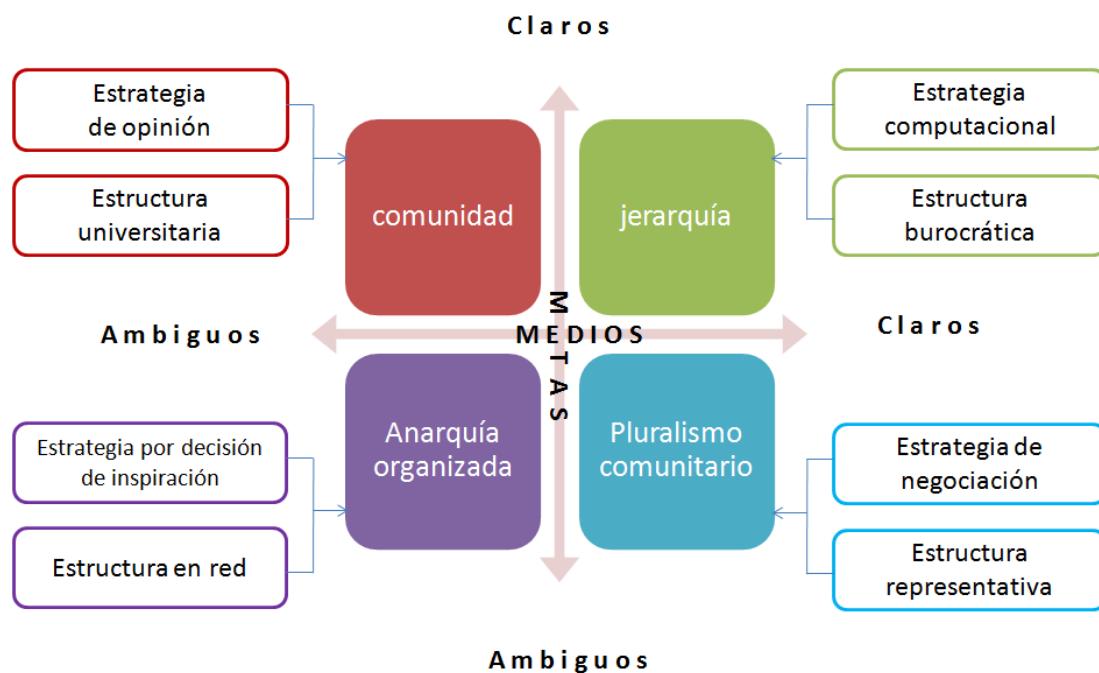 Claros
Estrategia
de opinión
Estructura
universitaria
comunidad
jerarquía
Estrategia
computacional
Estructura
burocrática
Ambiguos
MEDIOS
METAS
Claros
Estrategia por decisión
de inspiración
Estructura en red
Anarquía
organizada
Pluralismo
comunitario
Estrategia de
negociación
Estructura
representativa
Ambiguos